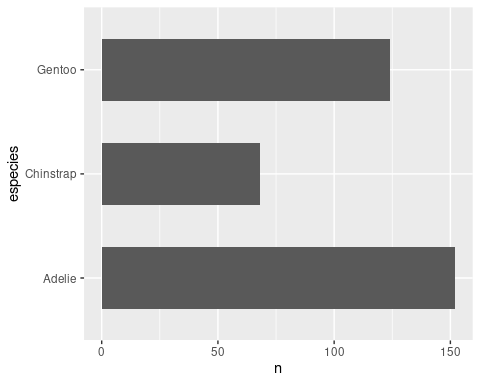 Gentoo
Chinstrap
Adelie
especies
0 50 100 150
n